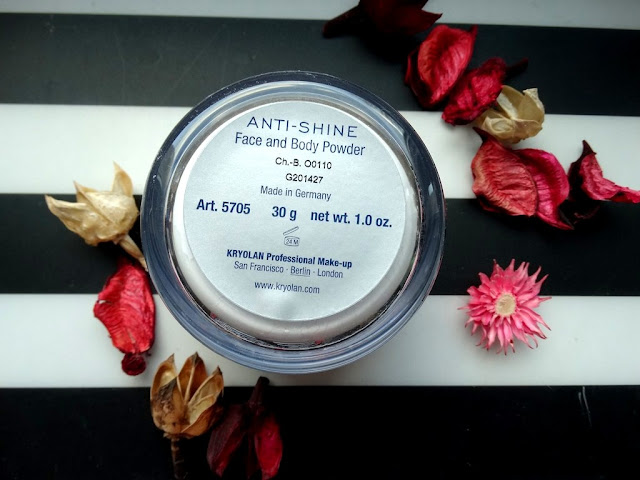 ANTI-SHINE
Face and Body Powder
Ch.-B. O0110
G201427
Made in Germany
Art. 5705 30 g net wt. 1.0 oz.
24 M
KRYOLAN Professional Make-up
San Francisco · Berlin · London
www.kryolan.com